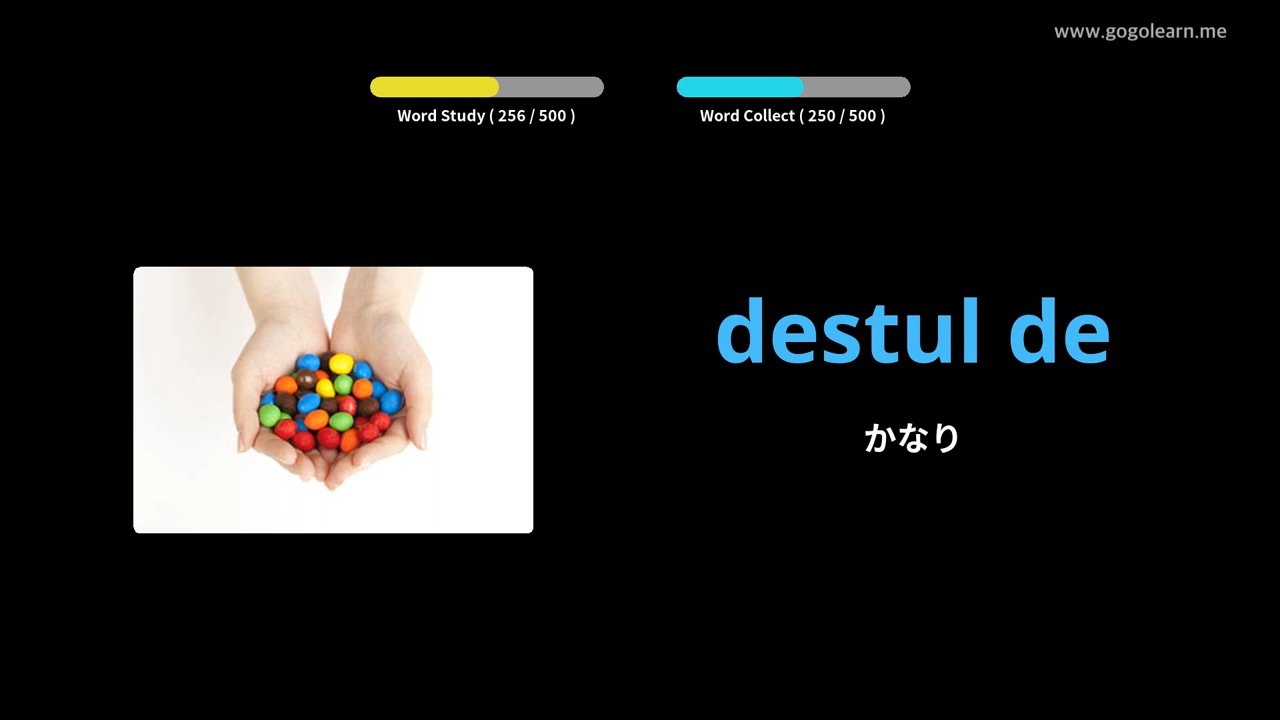 www.gogolearn.me
Word Study ( 256 / 500 )
Word Collect ( 250 / 500 )
destul de
かなり